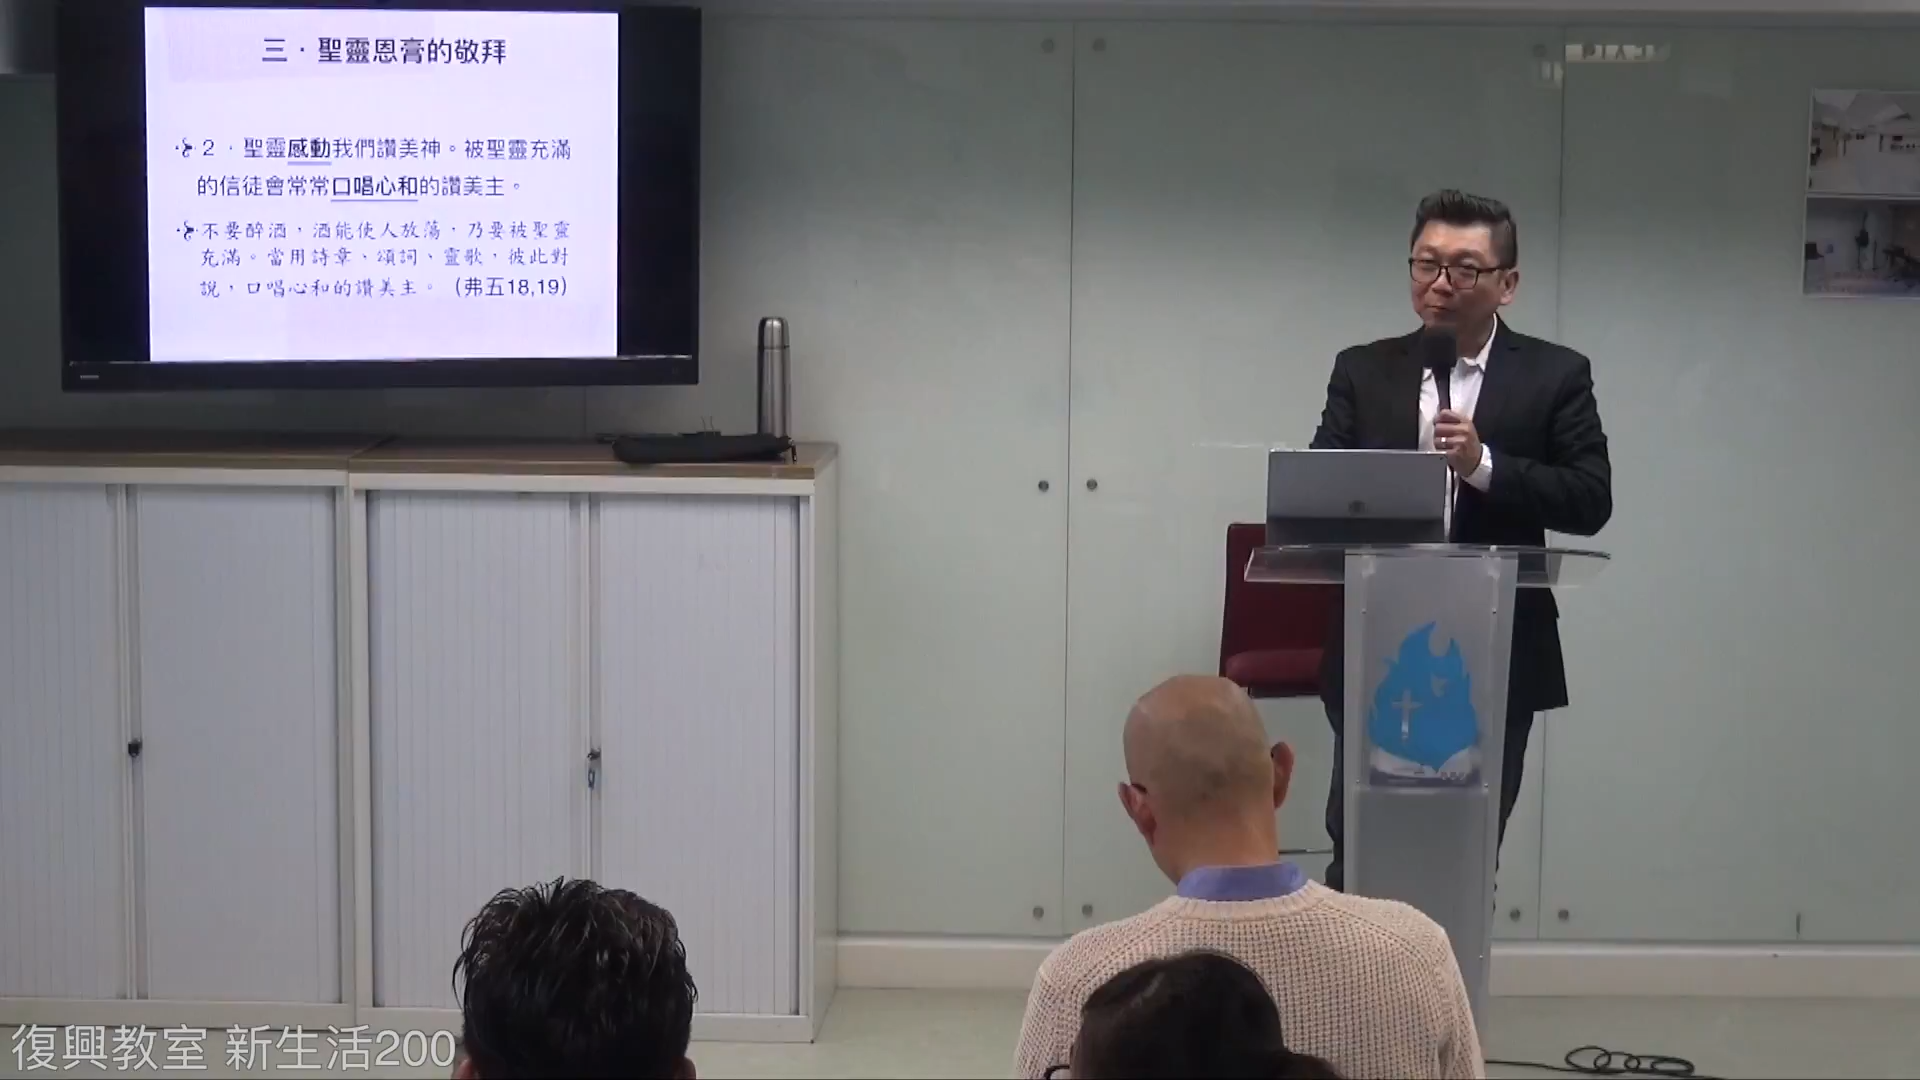 三．聖靈恩膏的敬拜
2．聖靈感動我們讚美神。被聖靈充滿
的信徒會常常口唱心和的讚美主。
不要醉酒，酒能使人放蕩，乃要被聖靈
充滿。當用詩章、頌詞、靈歌，彼此對
說，口唱心和的讚美主。（弗五18,19）
復興教室 新生活200